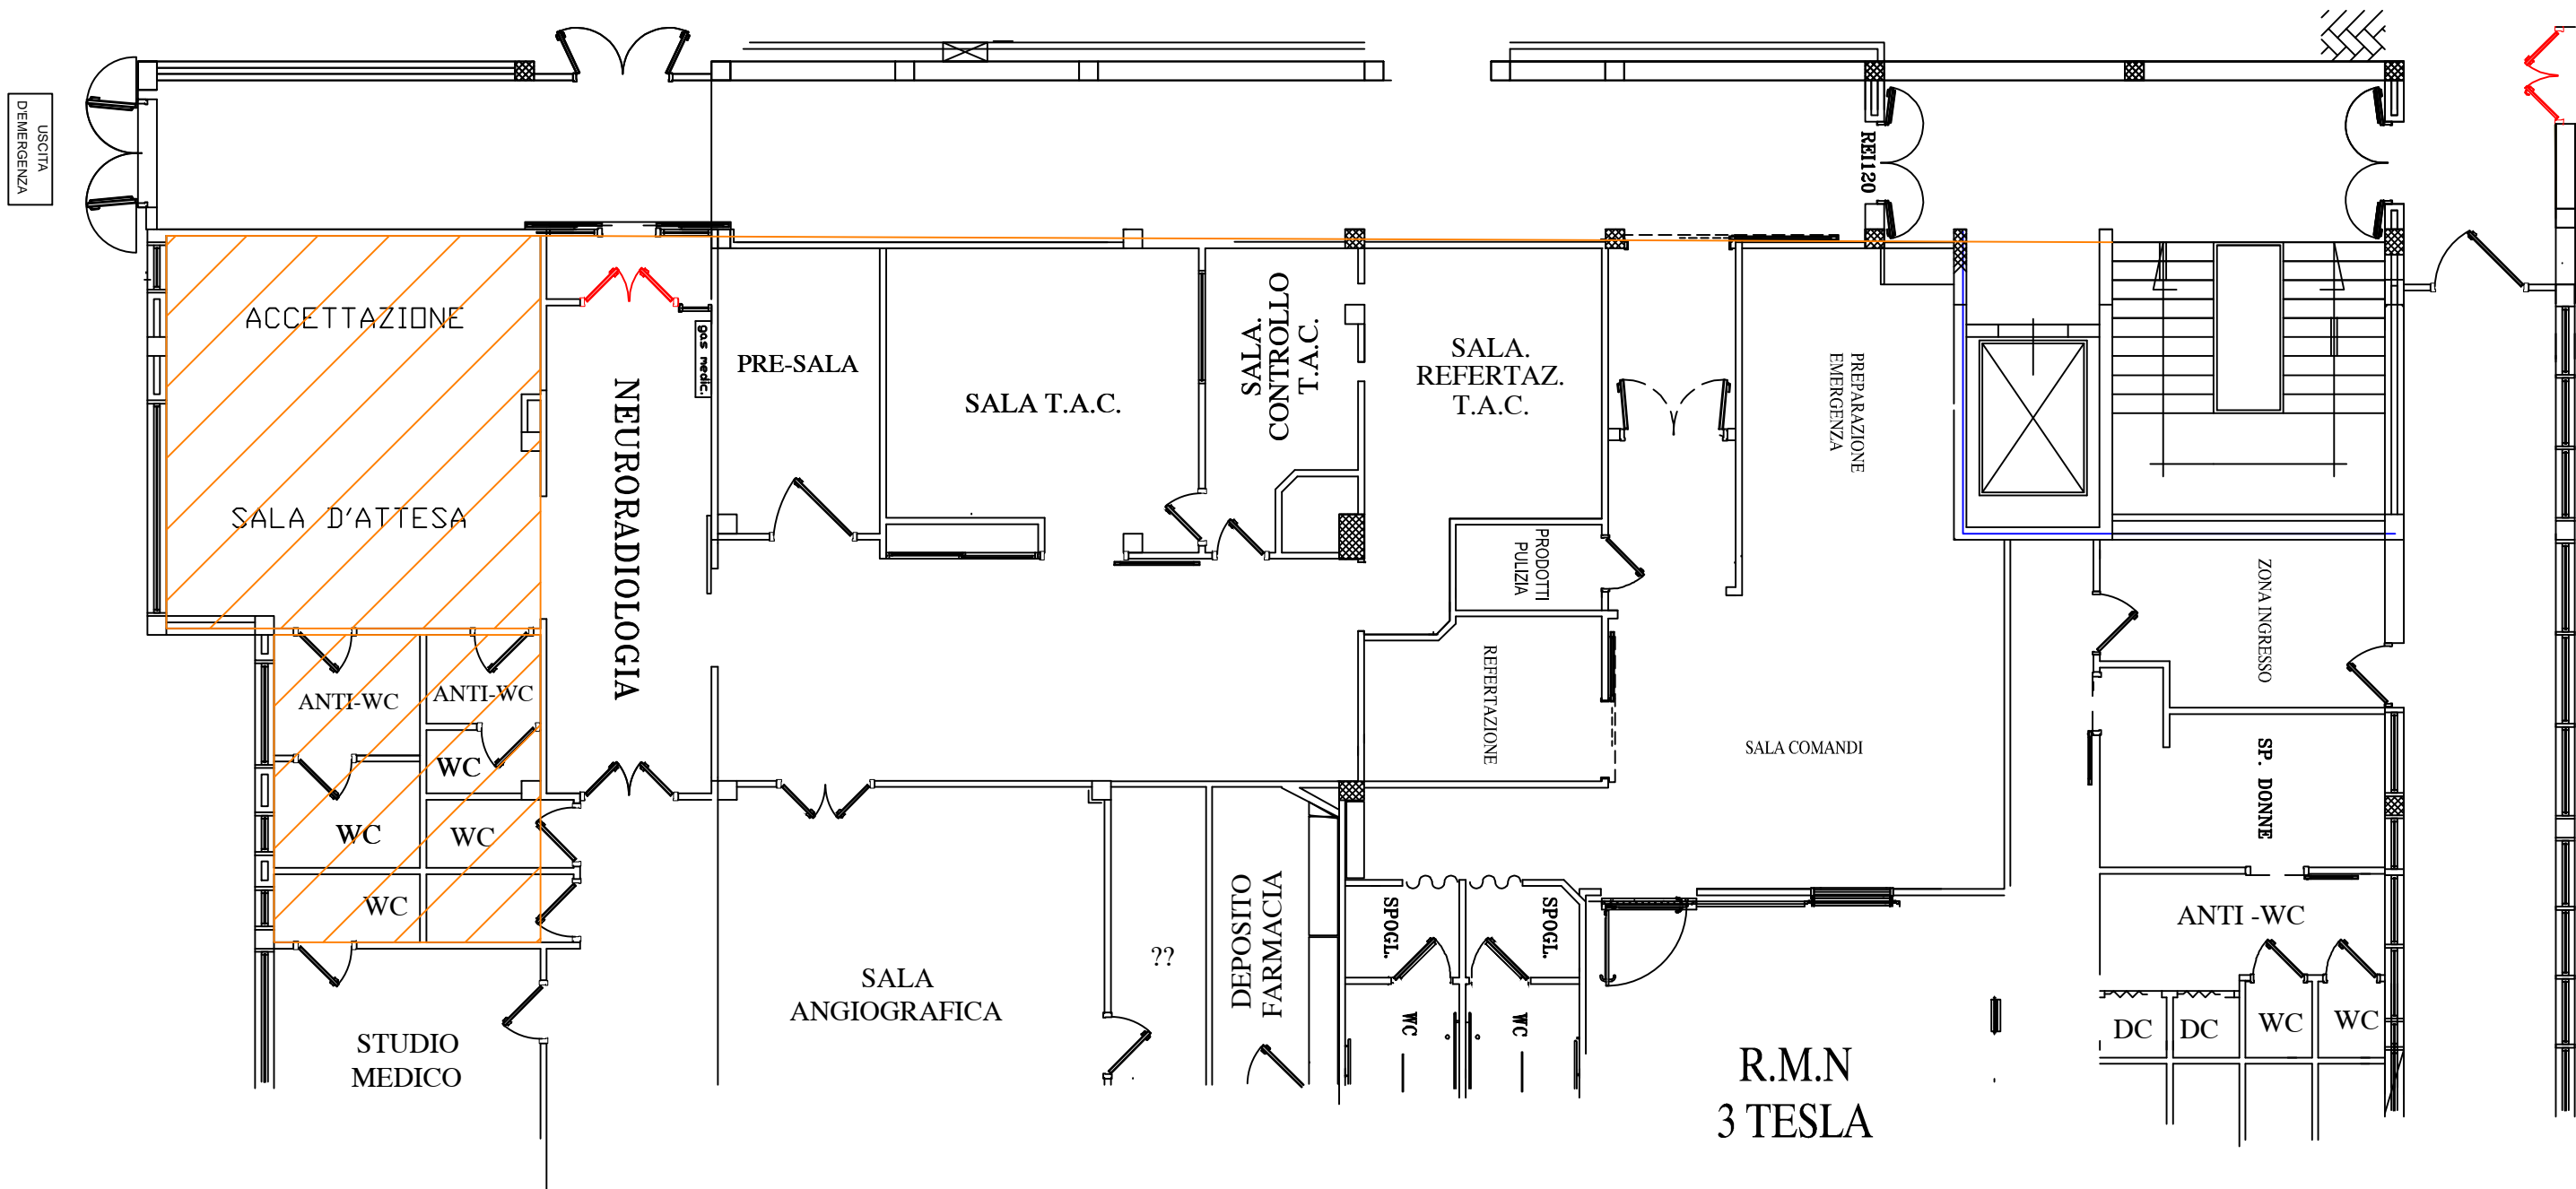 USCITA
D'EMERGENZA
REI120
ACCETTAZIONE
SALA D'ATTESA
NEURORADIOLOGIA
gas medic.
PRE-SALA
SALA T.A.C.
SALA.
CONTROLLO
T.A.C.
SALA.
REFERTAZ.
T.A.C.
PREPARAZIONE
EMERGENZA
PRODOTTI
PULIZIA
REFERTAZIONE
SALA COMANDI
ZONA INGRESSO
SP. DONNE
ANTI-WC
ANTI-WC
WC
WC
WC
WC
STUDIO
MEDICO
SALA
ANGIOGRAFICA
??
DEPOSITO
FARMACIA
SPOGL.
SPOGL.
WC
WC
R.M.N
3 TESLA
ANTI -WC
DC
DC
WC
WC